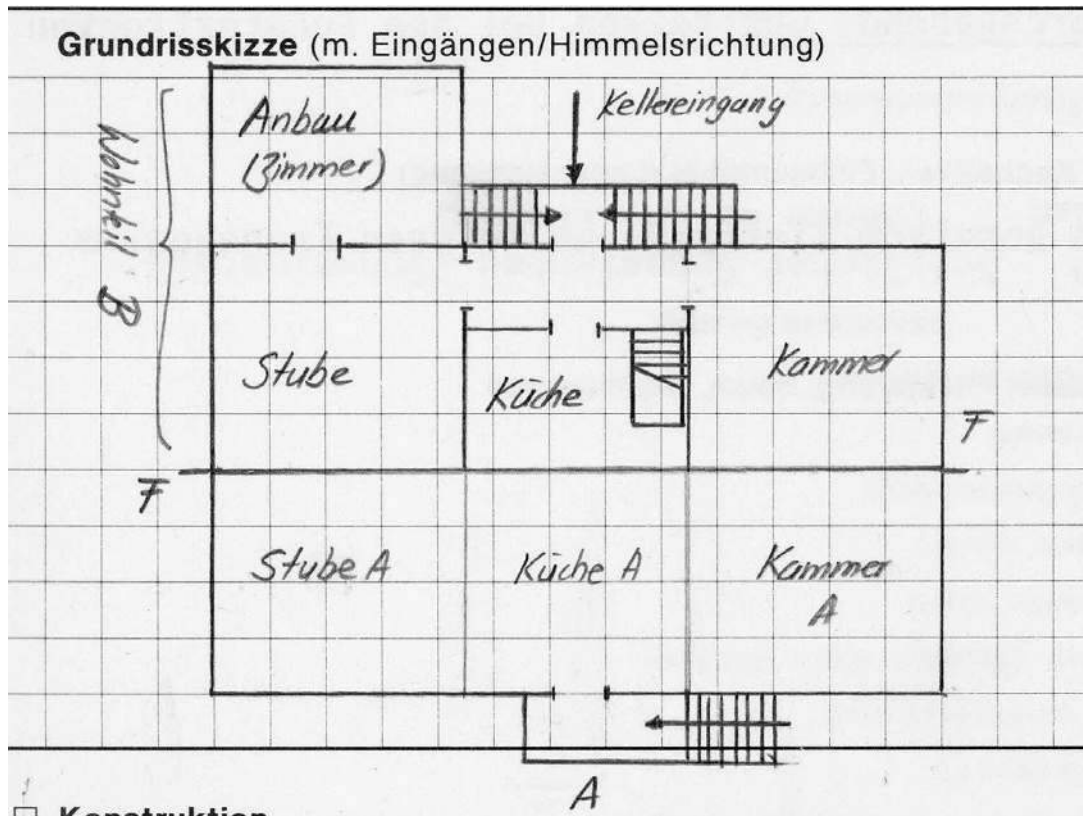 Grundrisskizze (m. Eingängen/Himmelsrichtung)
Anbau
(Zimmer)
Kellereingang
Wohnteil B
Stube
Küche
Kammer
F
F
Stube A
Küche A
Kammer
A
A
Konstruktion